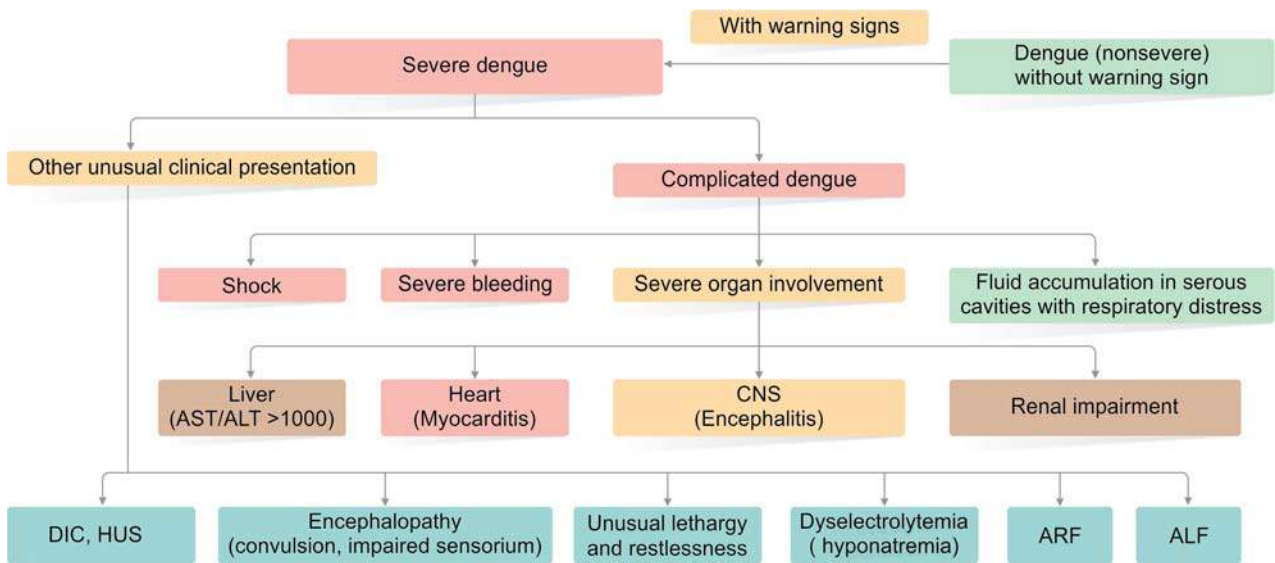 With warning signs
Severe dengue
Dengue (nonsevere)
without warning sign
Other unusual clinical presentation
Complicated dengue
Shock
Severe bleeding
Severe organ involvement
Fluid accumulation in serous
cavities with respiratory distress
Liver
(AST/ALT >1000)
Heart
(Myocarditis)
CNS
(Encephalitis)
Renal impairment
DIC, HUS
Encephalopathy
(convulsion, impaired sensorium)
Unusual lethargy
and restlessness
Dyselectrolytemia
( hyponatremia)
ARF
ALF